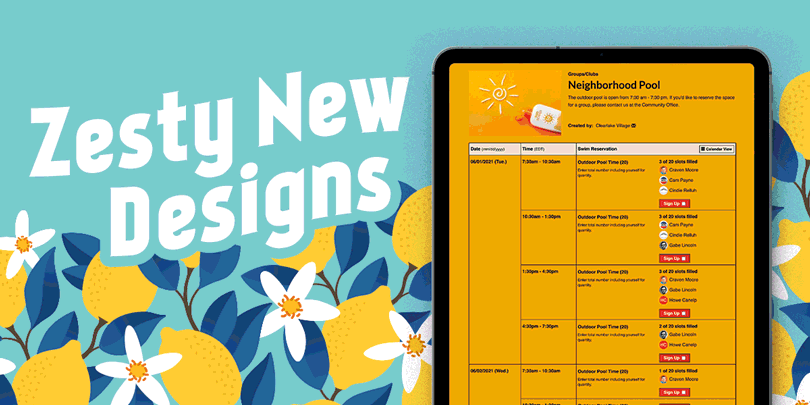 Zesty New
Designs
Groups/Clubs
Neighborhood Pool
The outdoor pool is open from 7:30 am - 7:30 pm. If you'd like to reserve the space
for a group, please contact us at the Community Office.
Created by: Clearlake Village
Date (mm/dd/yyyy) Time (EDT) Swim Reservation Calendar View
06/01/2021 (Tue.) 7:30am - 10:30am Outdoor Pool Time (20) 3 of 20 slots filled
Enter total number including yourself for
quantity.
Craven Moore
Cam Payne
Cindie Relluh
Sign Up
10:30am - 1:30pm Outdoor Pool Time (20) 3 of 20 slots filled
Enter total number including yourself for
quantity.
Cam Payne
Cindie Relluh
Gabe Lincoln
Sign Up
1:30pm - 4:30pm Outdoor Pool Time (20) 3 of 20 slots filled
Enter total number including yourself for
quantity.
Craven Moore
Gabe Lincoln
HC Howe Canelp
Sign Up
4:30pm - 7:30pm Outdoor Pool Time (20) 2 of 20 slots filled
Enter total number including yourself for
quantity.
Gabe Lincoln
HC Howe Canelp
Sign Up
06/02/2021 (Wed.) 7:30am - 10:30am Outdoor Pool Time (20) 1 of 20 slots filled
Enter total number including yourself for
quantity.
Craven Moore
Sign Up